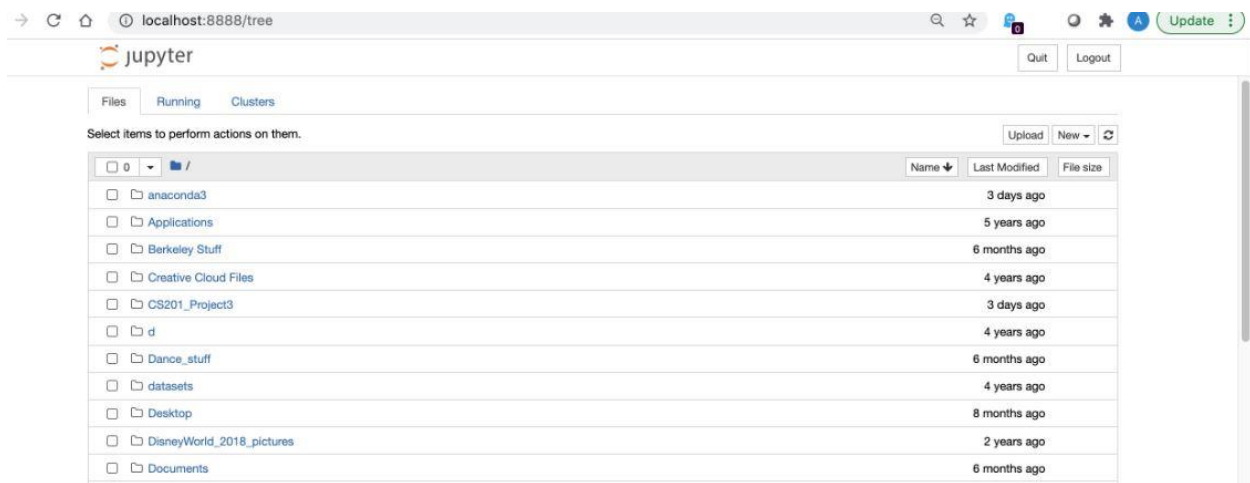 localhost:8888/tree
0
A
Update
jupyter
Quit Logout
Files Running Clusters
Select items to perform actions on them.
Upload New
0 / Name Last Modified File size
anaconda3 3 days ago
Applications 5 years ago
Berkeley Stuff 6 months ago
Creative Cloud Files 4 years ago
CS201_Project3 3 days ago
d 4 years ago
Dance_stuff 6 months ago
datasets 4 years ago
Desktop 8 months ago
DisneyWorld_2018_pictures 2 years ago
Documents 6 months ago